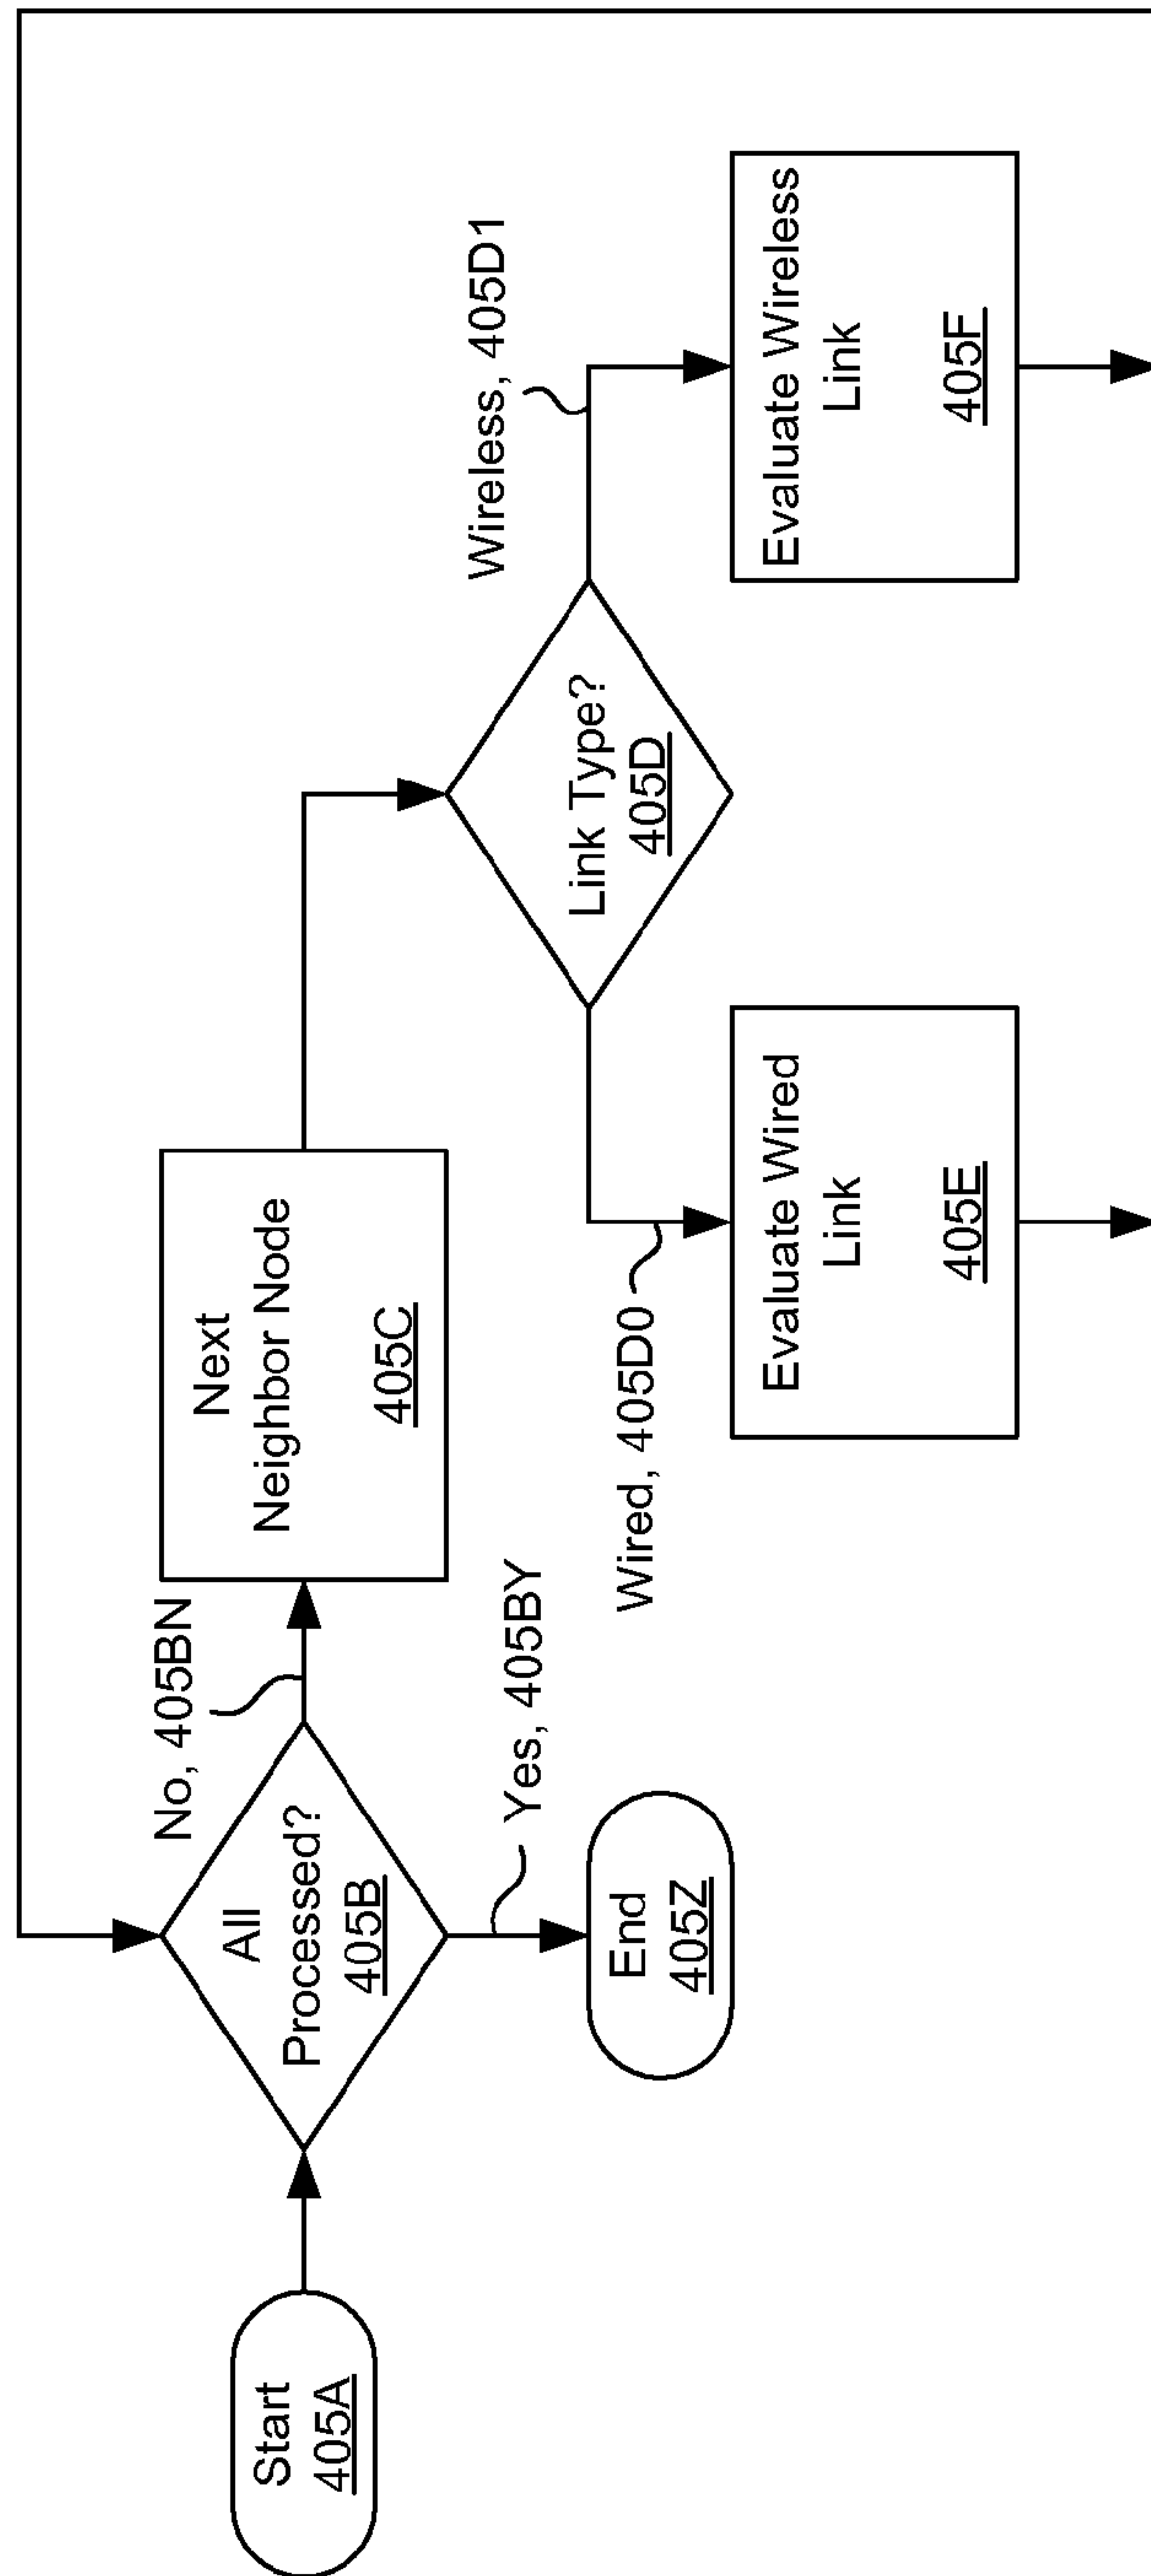 Start
405A
All
Processed?
405B
No, 405BN
Yes, 405BY
End
405Z
Next
Neighbor Node
405C
Link Type?
405D
Wired, 405D0
Wireless, 405D1
Evaluate Wired
Link
405E
Evaluate Wireless
Link
405F